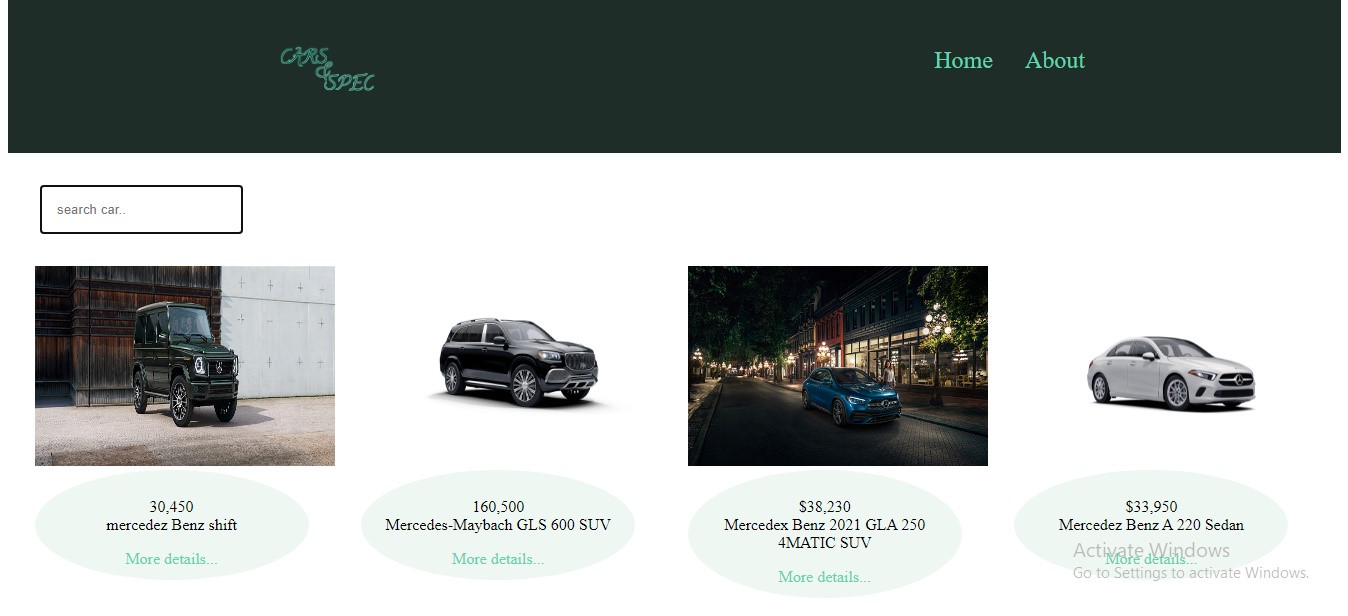 CARS
&
SPEC
Home About
search car..
30,450
mercedez Benz shift
More details...
160,500
Mercedes-Maybach GLS 600 SUV
More details...
$38,230
Mercedex Benz 2021 GLA 250
4MATIC SUV
More details...
$33,950
Mercedez Benz A 220 Sedan
More details...
Activate Windows
Go to Settings to activate Windows.